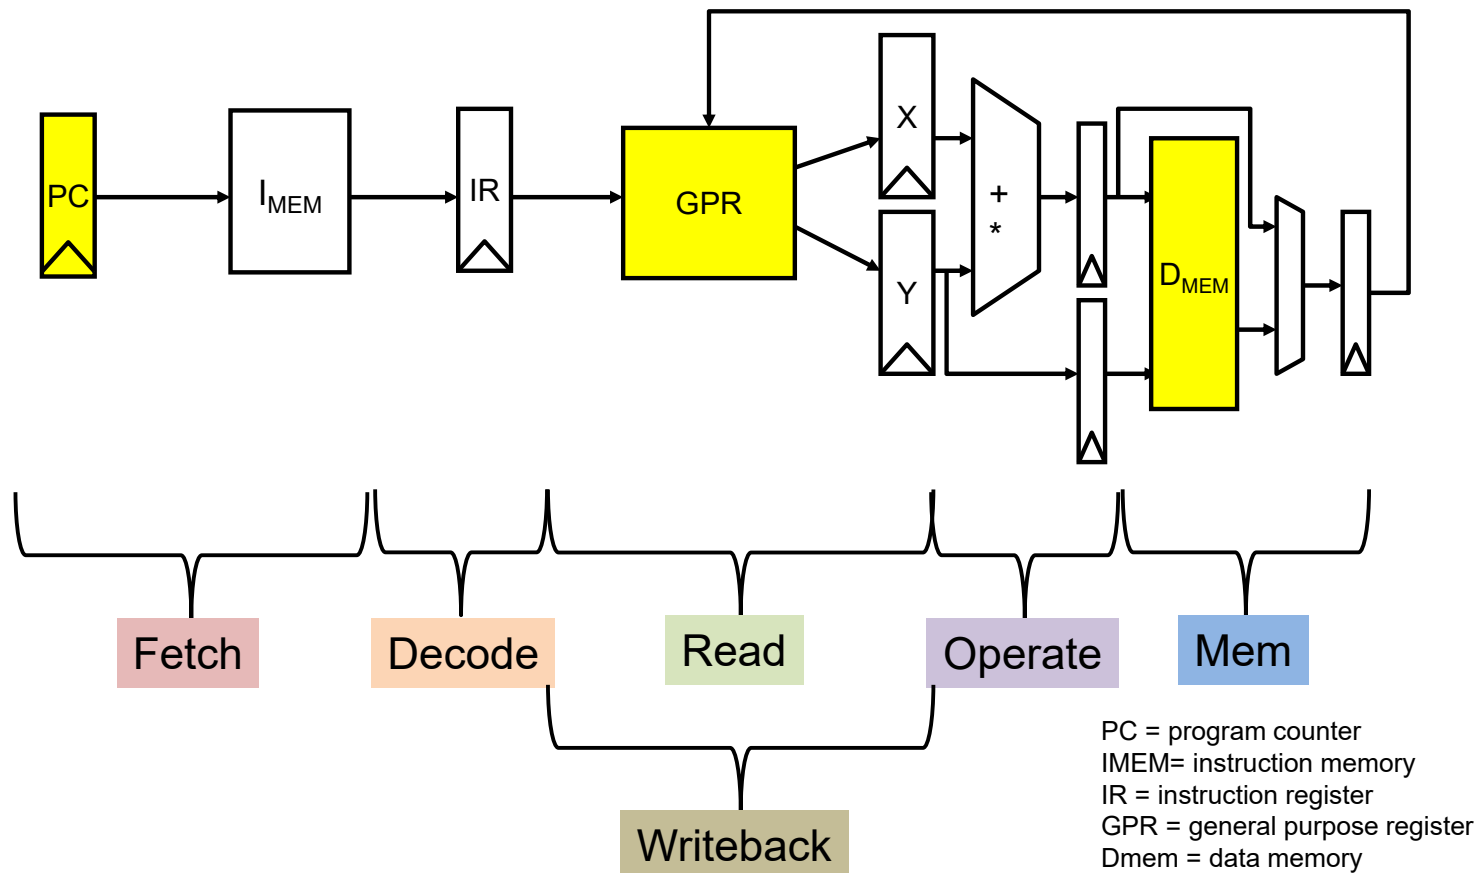 PC
IMEM
IR
GPR
X
Y
+
*
DMEM
Fetch
Decode
Read
Operate
Mem
Writeback
PC = program counter
IMEM= instruction memory
IR = instruction register
GPR = general purpose register
Dmem = data memory